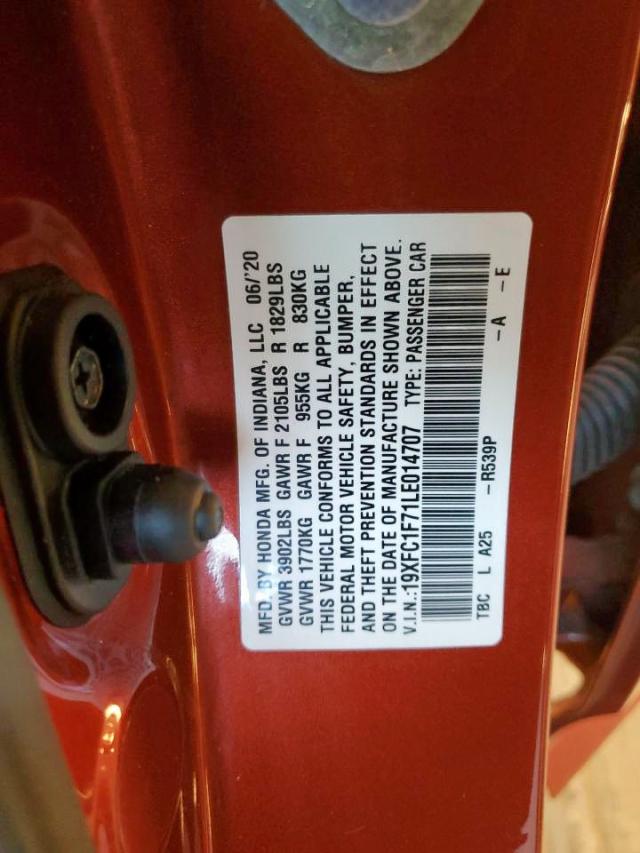 MFD. BY HONDA MFG. OF INDIANA, LLC 06/'20
GVWR 3902LBS GAWR F 2105LBS R 1829LBS
GVWR 1770KG GAWR F 955KG R 830KG
THIS VEHICLE CONFORMS TO ALL APPLICABLE
FEDERAL MOTOR VEHICLE SAFETY, BUMPER,
AND THEFT PREVENTION STANDARDS IN EFFECT
ON THE DATE OF MANUFACTURE SHOWN ABOVE.
V.I.N.:19XFC1F71LE014707 TYPE: PASSENGER CAR
TBC L A25 -R539P -A -E